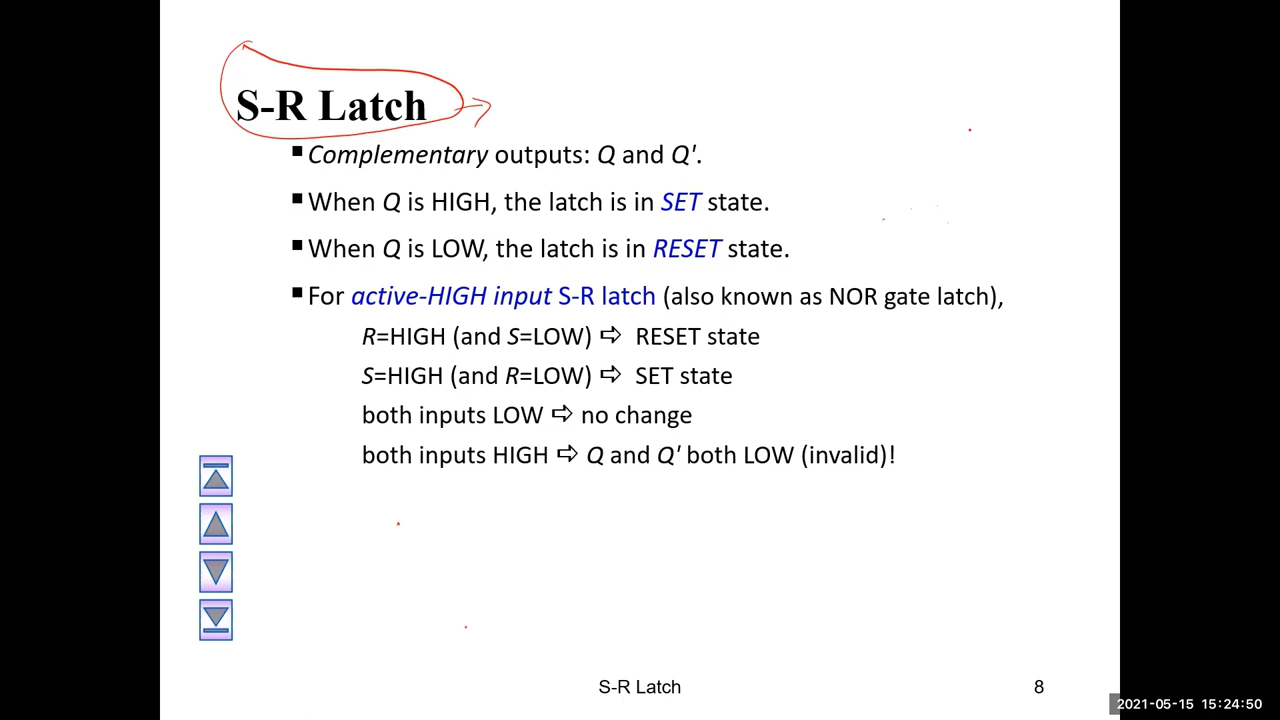 S-R Latch
▪ Complementary outputs: Q and Q'.
▪ When Q is HIGH, the latch is in SET state.
▪ When Q is LOW, the latch is in RESET state.
▪ For active-HIGH input S-R latch (also known as NOR gate latch),
R=HIGH (and S=LOW) ⇨ RESET state
S=HIGH (and R=LOW) ⇨ SET state
both inputs LOW ⇨ no change
both inputs HIGH ⇨ Q and Q' both LOW (invalid)!
S-R Latch
8
2021-05-15 15:24:50